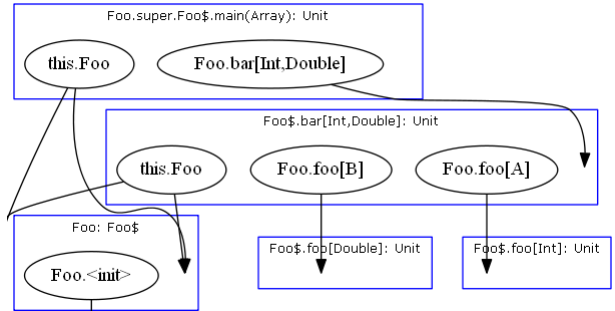 Foo.super.Foo$.main(Array): Unit
this.Foo
Foo.bar[Int,Double]
Foo$.bar[Int,Double]: Unit
this.Foo
Foo.foo[B]
Foo.foo[A]
Foo: Foo$
Foo$.foo[Double]: Unit
Foo$.foo[Int]: Unit
Foo.<init>